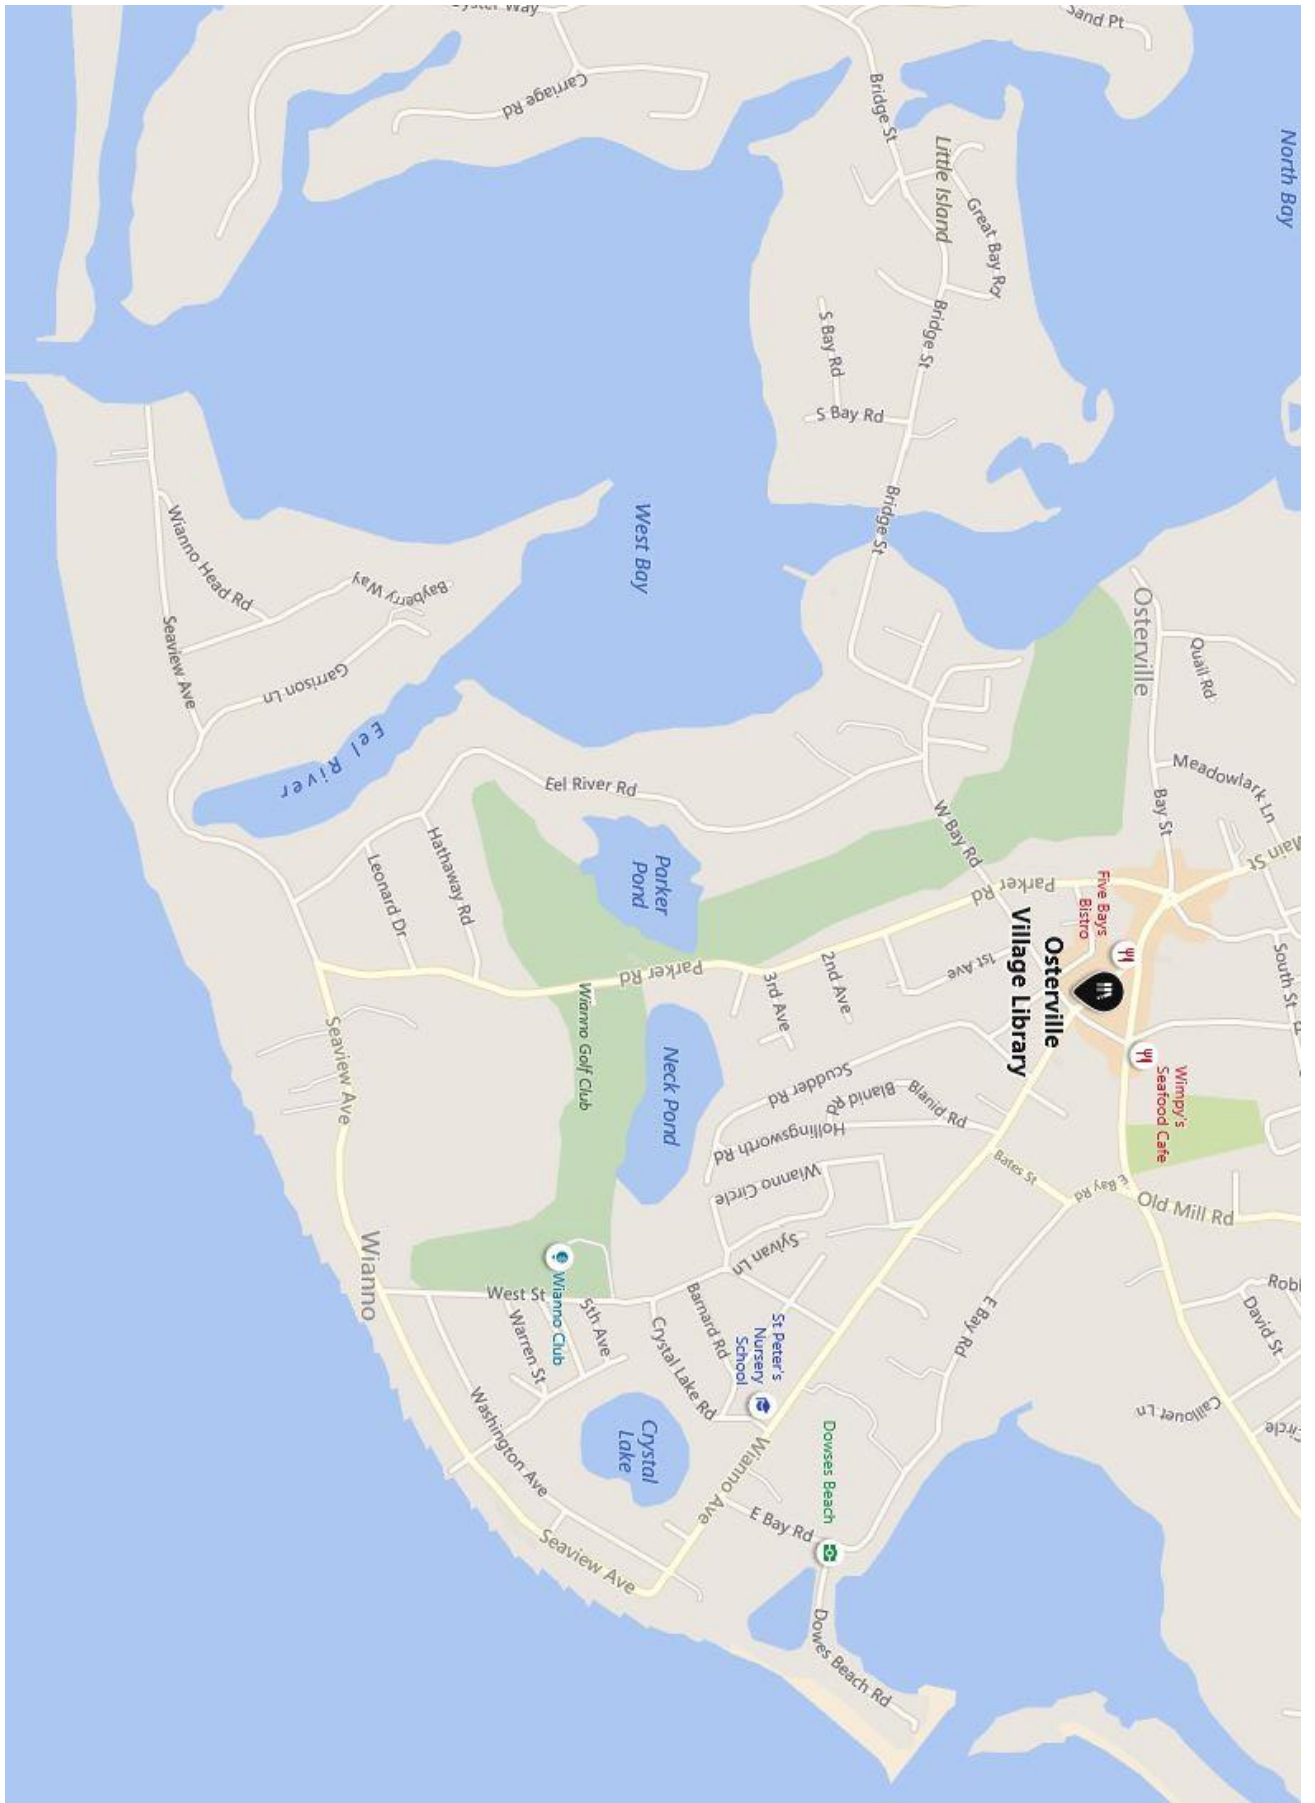 Sand Pt
North Bay
Carriage Rd
Bridge St
Little Island
Great Bay Rd
Bridge St
S Bay Rd
S Bay Rd
Bridge St
West Bay
Osterville
Quail Rd
Meadowlark Ln
Bay St
Main St
South St
W Bay Rd
Parker Rd
Five Bays
Bistro
Osterville
Village Library
Wimpy's
Seafood Cafe
Old Mill Rd
E Bay Rd
Bates St
David St
Caillouet Ln
Circle
E Bay Rd
1st Ave
2nd Ave
3rd Ave
Scudder Rd
Blanid Rd
Blanid Rd
Hollingsworth Rd
Wianno Circle
Sylvan Ln
Barnard Rd
St Peter's
Nursery
School
Crystal Lake Rd
Wianno Ave
Dowses Beach
E Bay Rd
Dowes Beach Rd
Crystal
Lake
5th Ave
Wianno Club
West St
Warren St
Washington Ave
Seaview Ave
Wianno
Neck Pond
Wianno Golf Club
Parker Rd
Parker
Pond
Eel River Rd
Hathaway Rd
Leonard Dr
Seaview Ave
Eel River
Garrison Ln
Bayberry Way
Wianno Head Rd
Seaview Ave